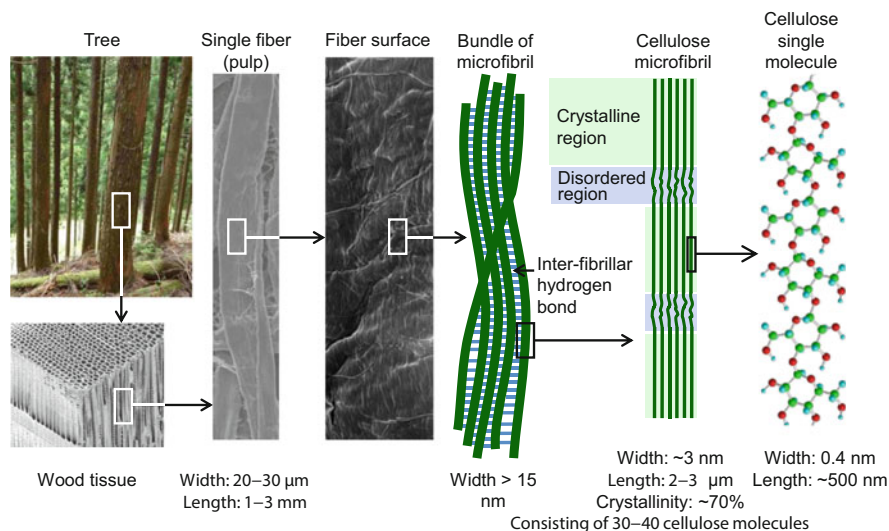 Tree
Single fiber
(pulp)
Fiber surface
Bundle of
microfibril
Cellulose
microfibril
Cellulose
single
molecule
Crystalline
region
Disordered
region
Inter-fibrillar
hydrogen
bond
Wood tissue
Width: 20–30 μm
Length: 1–3 mm
Width > 15
nm
Width: ~3 nm
Length: 2–3 μm
Crystallinity: ~70%
Consisting of 30–40 cellulose molecules
Width: 0.4 nm
Length: ~500 nm